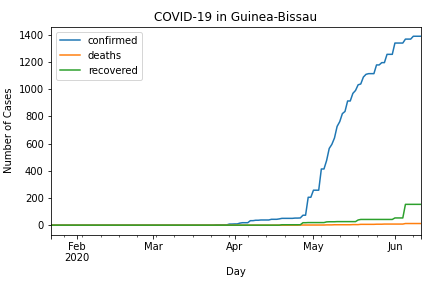 COVID-19 in Guinea-Bissau
confirmed
deaths
recovered
Number of Cases
1400
1200
1000
800
600
400
200
0
Feb
2020
Mar
Apr
May
Jun
Day